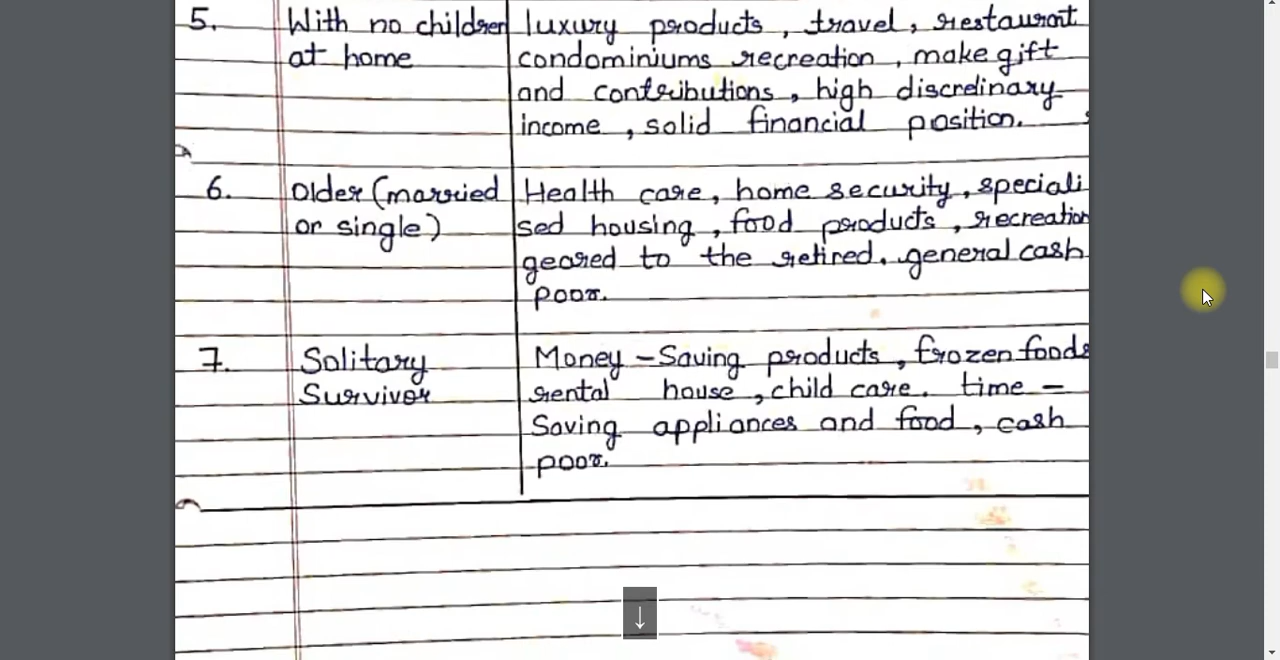 5. With no children luxury products, travel, restaurant
at home condominiums recreation, make gift
and contributions, high discrelinary
income, solid financial position.
6. Older (married Health care, home security, speciali
or single) sed housing, food products, recreation
geared to the retired. general cash
poor.
7. Solitary Money - Saving products, frozen foods
Survivor rental house, child care. time -
Saving appliances and food, cash
poor.